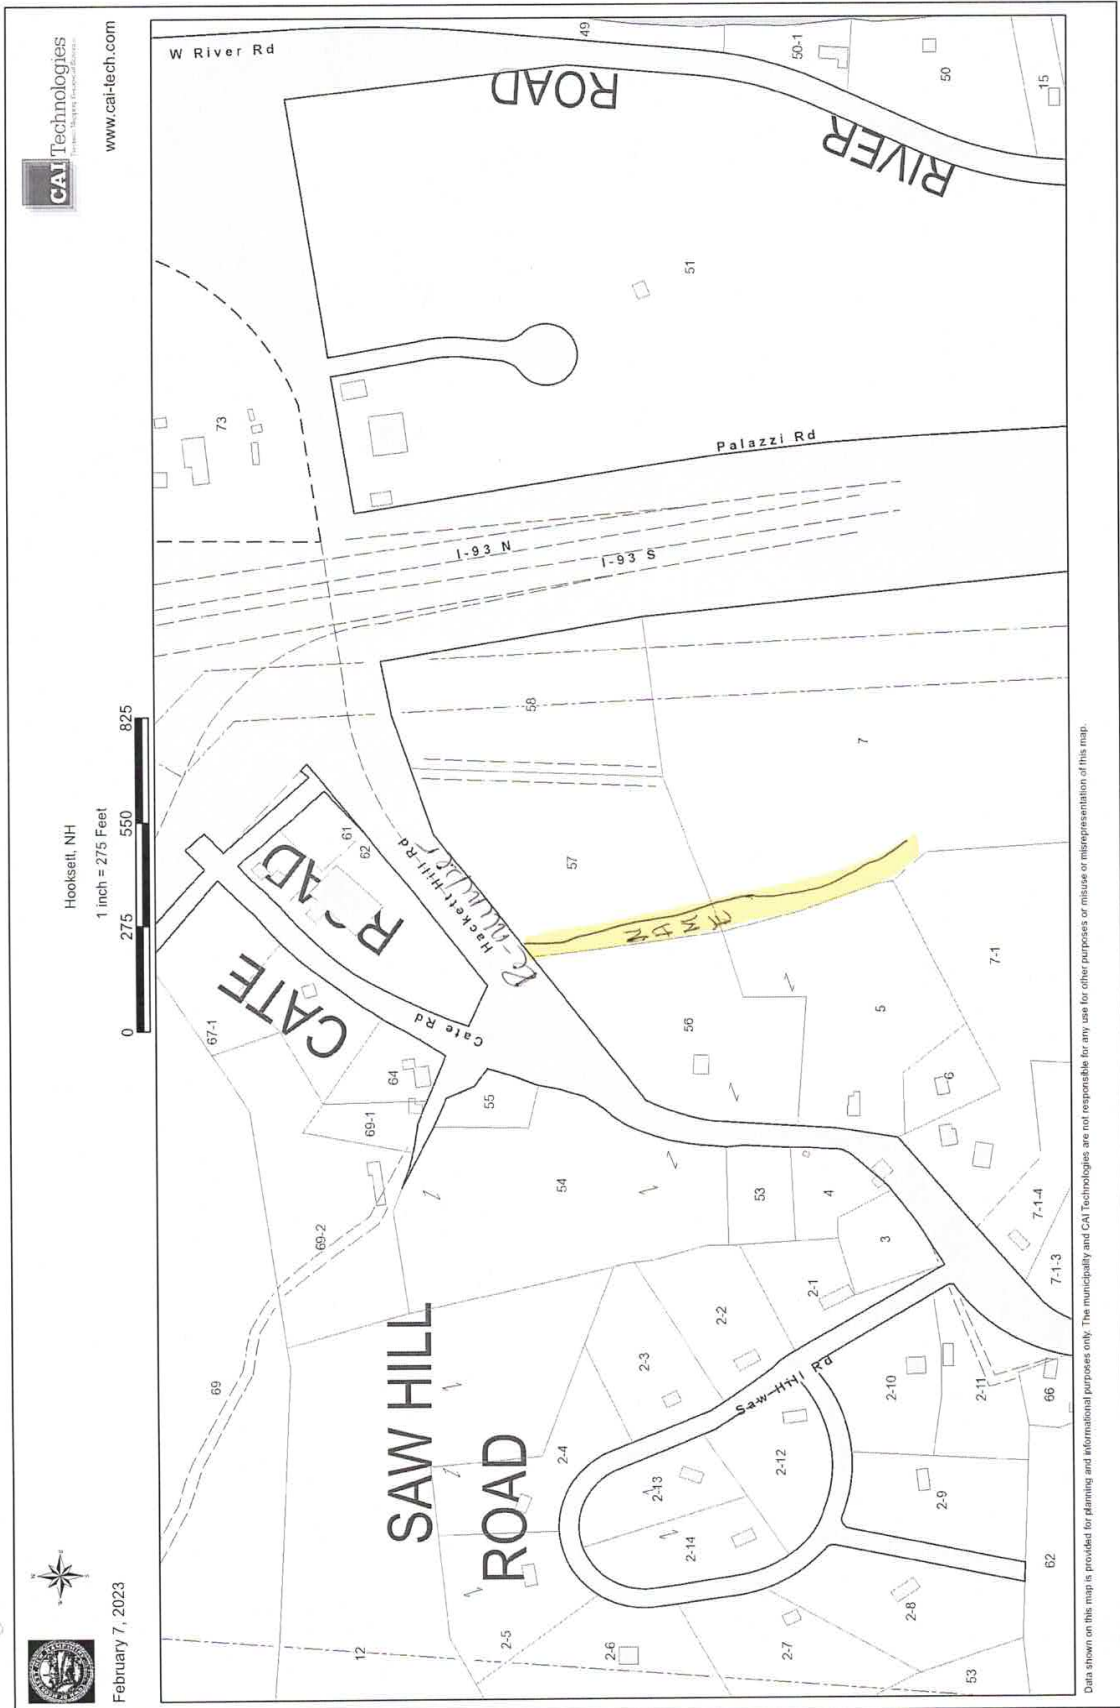 February 7, 2023
Hooksett, NH
1 inch = 275 Feet
0 275 550 825
CAI Technologies
www.cai-tech.com
W River Rd
RIVER
ROAD
49
50-1
50
15
51
73
Palazzi Rd
I-93 N
I-93 S
58
7
57
61
62
CATE
ROAD
Hackett Hill Rd
Cate Rd
67-1
64
69-1
69-2
69
55
54
56
5
6
7-1
7-1-4
7-1-3
53
4
3
SAW HILL
ROAD
Saw Hill Rd
2-1
2-2
2-3
2-4
2-5
2-6
2-7
2-8
2-9
2-10
2-11
2-12
2-13
2-14
66
62
53
12
Data shown on this map is provided for planning and informational purposes only. The municipality and CAI Technologies are not responsible for any use for other purposes or misuse or misrepresentation of this map.